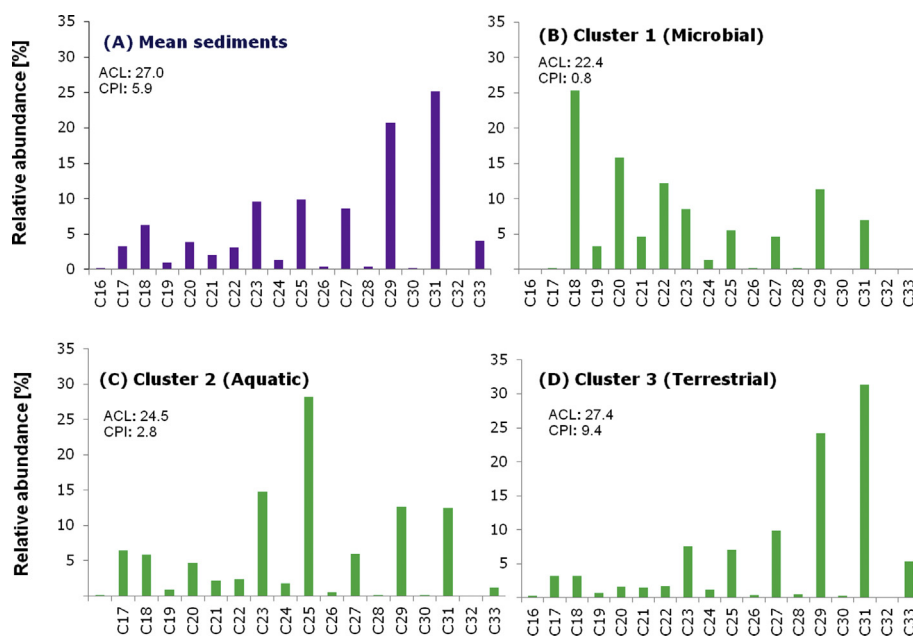 Relative abundance [%]
35
30
25
20
15
10
5
0
(A) Mean sediments
ACL: 27.0
CPI: 5.9
C16 C17 C18 C19 C20 C21 C22 C23 C24 C25 C26 C27 C28 C29 C30 C31 C32 C33
35
30
25
20
15
10
5
0
(B) Cluster 1 (Microbial)
ACL: 22.4
CPI: 0.8
C16 C17 C18 C19 C20 C21 C22 C23 C24 C25 C26 C27 C28 C29 C30 C31 C32 C33
Relative abundance [%]
35
30
25
20
15
10
5
(C) Cluster 2 (Aquatic)
ACL: 24.5
CPI: 2.8
C17 C18 C19 C20 C21 C22 C23 C24 C25 C26 C27 C28 C29 C30 C31 C32 C33
35
30
25
20
15
10
5
(D) Cluster 3 (Terrestrial)
ACL: 27.4
CPI: 9.4
C16 C17 C18 C19 C20 C21 C22 C23 C24 C25 C26 C27 C28 C29 C30 C31 C32 C33